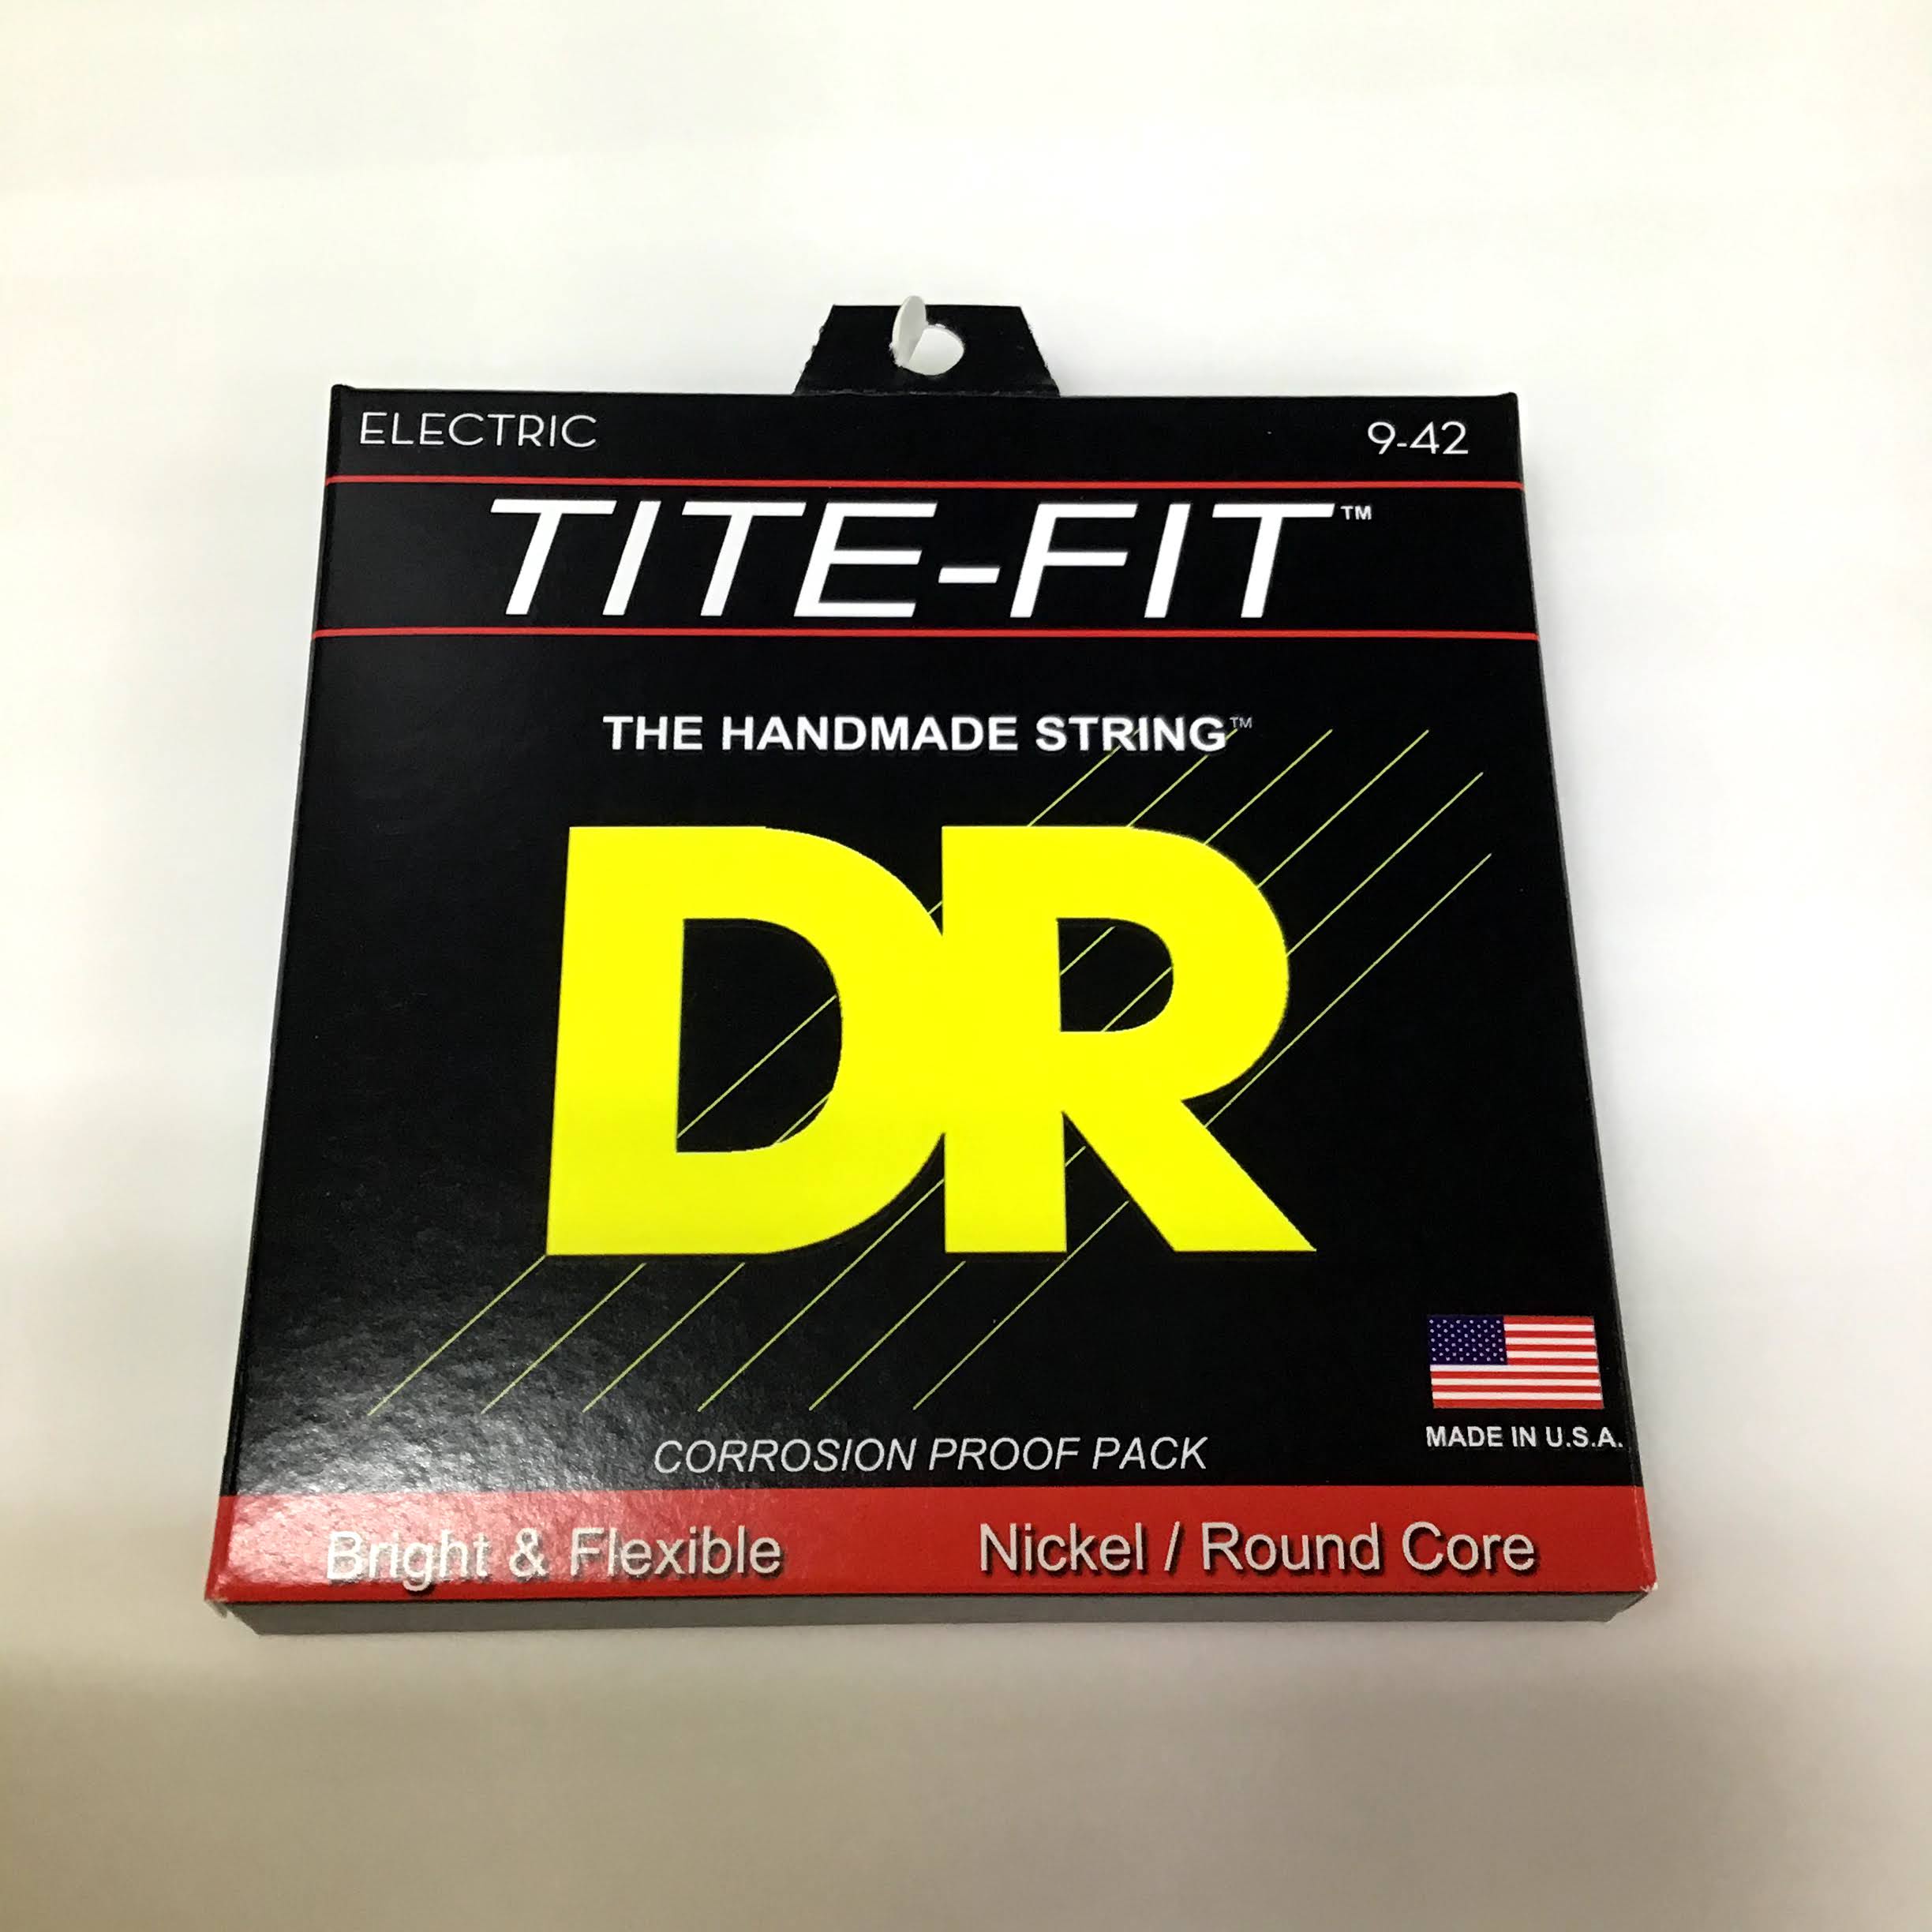 ELECTRIC 9-42
TITE-FIT™
THE HANDMADE STRING™
DR
MADE IN U.S.A.
CORROSION PROOF PACK
Bright & Flexible Nickel / Round Core